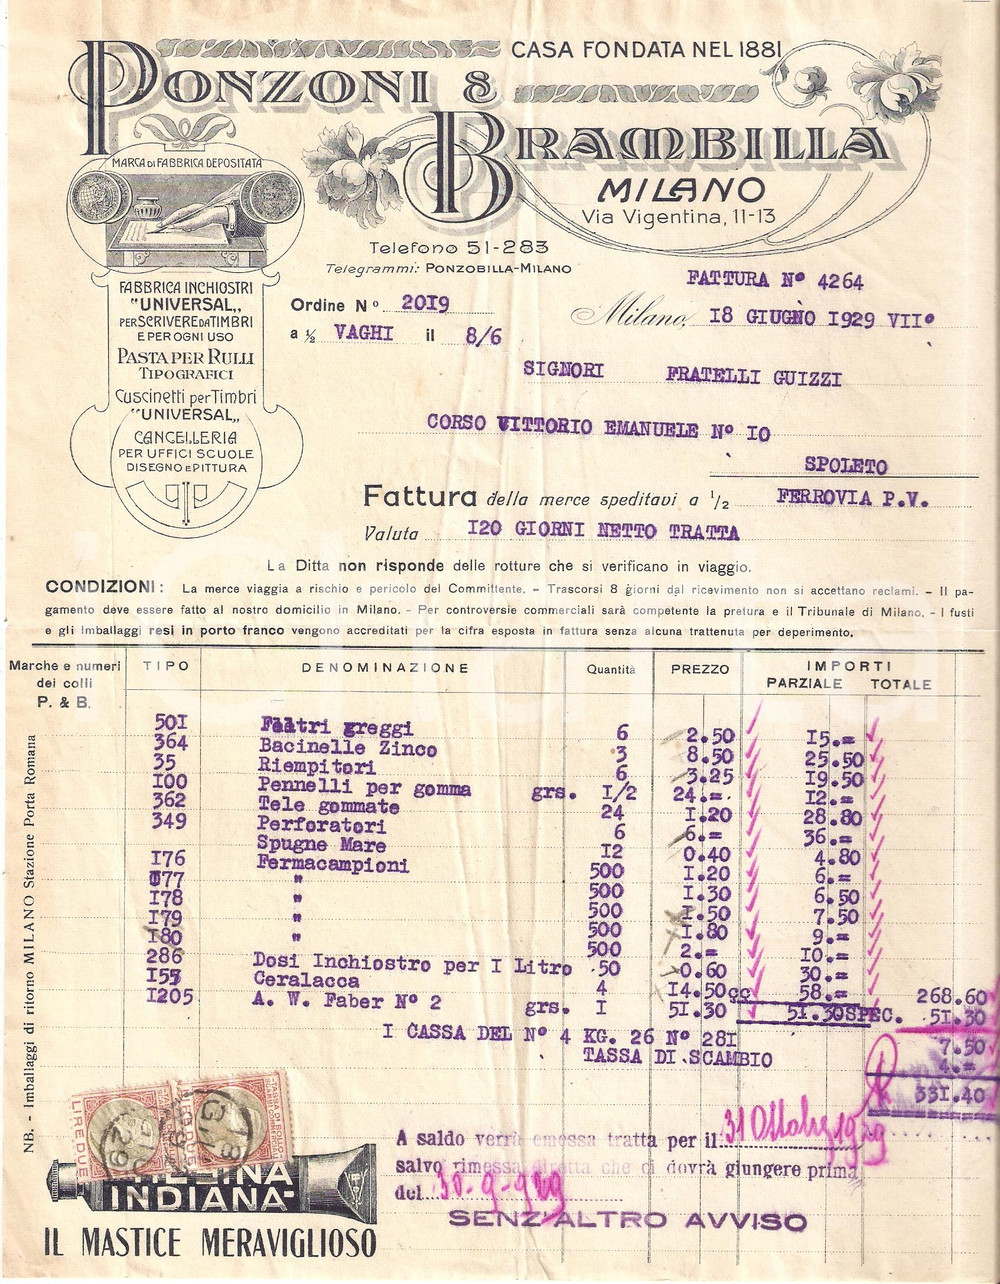 CASA FONDATA NEL 1881
PONZONI & BRAMBILLA
MILANO
Via Vigentina, 11-13
MARCA DI FABBRICA DEPOSITATA
Telefono 51-283
Telegrammi: PONZOBILLA-MILANO
FABBRICA INCHIOSTRI
"UNIVERSAL„
PER SCRIVERE DA TIMBRI
E PER OGNI USO
PASTA PER RULLI
TIPOGRAFICI
Cuscinetti per Timbri
"UNIVERSAL„
CANCELLERIA
PER UFFICI SCUOLE
DISEGNO E PITTURA
FATTURA Nº 4264
Ordine Nº 2019
Milano, 18 GIUGNO 1929 VIIº
a ½ VAGHI il 8/6
SIGNORI FRATELLI GUIZZI
CORSO VITTORIO EMANUELE Nº 10
SPOLETO
Fattura della merce speditavi a ½ FERROVIA P.V.
Valuta 120 GIORNI NETTO TRATTA
La Ditta non risponde delle rotture che si verificano in viaggio.
CONDIZIONI: La merce viaggia a rischio e pericolo del Committente. - Trascorsi 8 giorni dal ricevimento non si accettano reclami. - Il pa-
gamento deve essere fatto al nostro domicilio in Milano. - Per controversie commerciali sarà competente la pretura e il Tribunale di Milano. - I fusti
e gli imballaggi resi in porto franco vengono accreditati per la cifra esposta in fattura senza alcuna trattenuta per deperimento.
Marche e numeri dei colli P. & B. TIPO DENOMINAZIONE Quantità PREZZO IMPORTI PARZIALE TOTALE
501 Feltri greggi 6 2.50 15.=
364 Bacinelle Zinco 3 8.50 25.50
35 Riempitori 6 3.25 19.50
100 Pennelli per gomma grs. 1/2 24.= 12.=
362 Tele gommate 24 1.20 28.80
349 Perforatori 6 6.= 36.=
Spugne Mare 12 0.40 4.80
176 Fermacampioni 500 1.20 6.=
177 " 500 1.30 6.50
178 " 500 1.50 7.50
179 " 500 1.80 9.=
180 " 500 2.= 10.=
286 Dosi Inchiostro per 1 Litro 50 0.60 30.=
155 Ceralacca 4 14.50 58.= 268.60
1205 A. W. Faber Nº 2 grs. 1 51.30 51.30 SPEC. 51.30
1 CASSA DEL Nº 4 KG. 26 Nº 281 7.50
TASSA DI SCAMBIO 4.=
331.40
NB. - Imballaggi di ritorno MILANO Stazione Porta Romana
LIRE DUE
A saldo verrà emessa tratta per il 31 Ottobre 1929
salvo rimessa diretta che ci dovrà giungere prima
del 30-9-929
SENZ'ALTRO AVVISO
INDIANA
IL MASTICE MERAVIGLIOSO